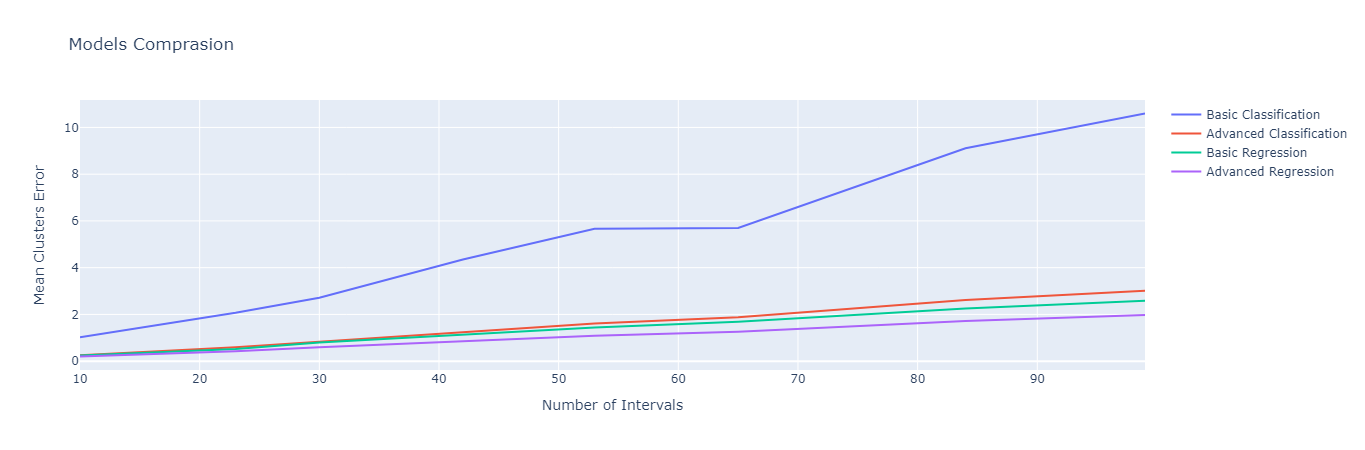 Models Comprasion
Mean Clusters Error
10
8
6
4
2
0
10 20 30 40 50 60 70 80 90
Number of Intervals
Basic Classification
Advanced Classification
Basic Regression
Advanced Regression